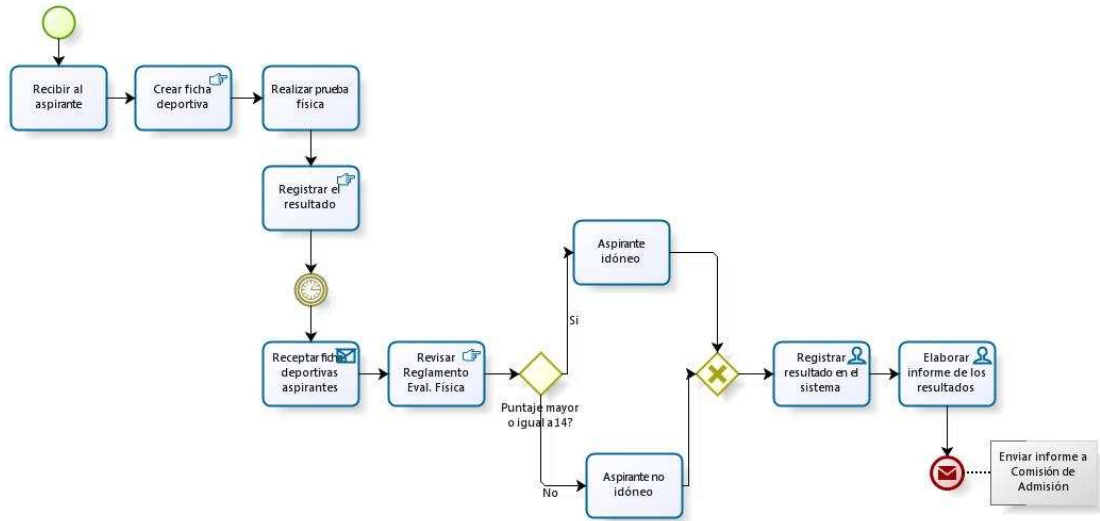 Recibir al
aspirante
Crear ficha
deportiva
Realizar prueba
física
Registrar el
resultado
Receptar ficha
deportivas
aspirantes
Revisar
Reglamento
Eval. Física
Puntaje mayor
o igual a 14?
Si
No
Aspirante
idóneo
Aspirante no
idóneo
Registrar
resultado en el
sistema
Elaborar
informe de los
resultados
Enviar informe a
Comisión de
Admisión